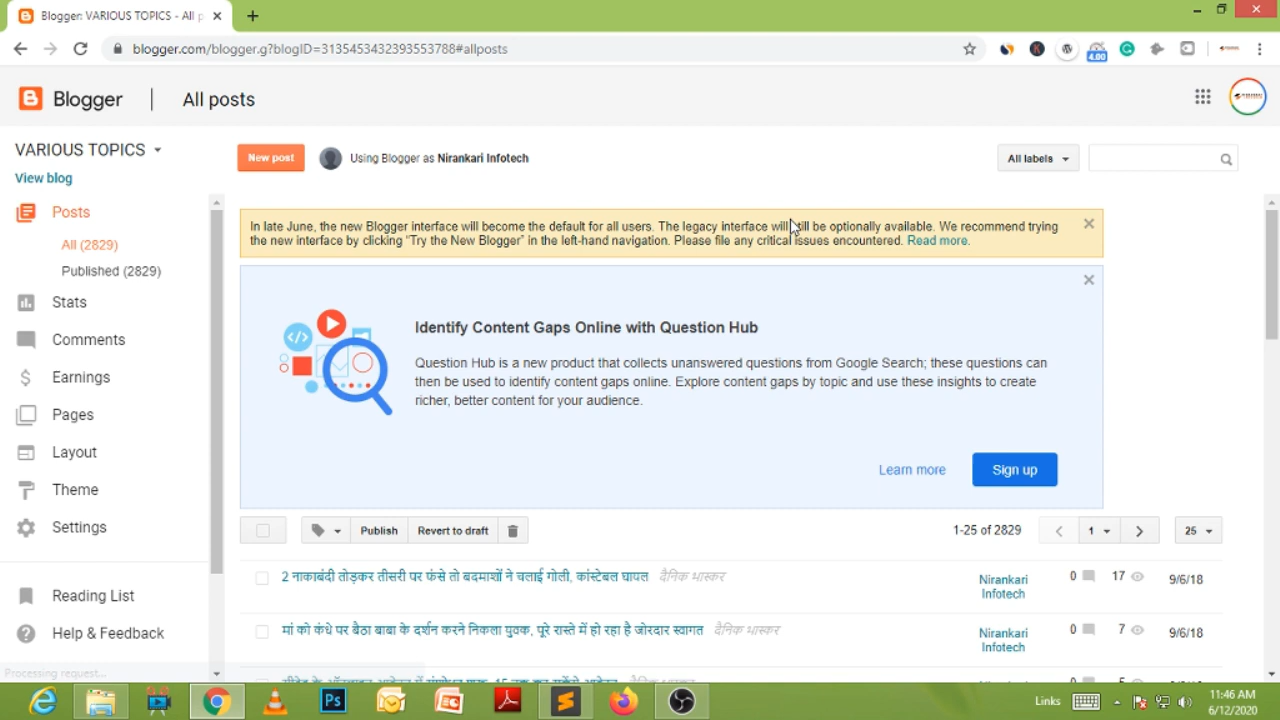 Blogger: VARIOUS TOPICS - All p
blogger.com/blogger.g?blogID=3135453432393553788#allposts
4.00
Blogger
All posts
VARIOUS TOPICS
View blog
New post
Using Blogger as Nirankari Infotech
All labels
Posts
All (2829)
Published (2829)
Stats
Comments
Earnings
Pages
Layout
Theme
Settings
Reading List
Help & Feedback
Processing request...
In late June, the new Blogger interface will become the default for all users. The legacy interface will still be optionally available. We recommend trying
the new interface by clicking "Try the New Blogger" in the left-hand navigation. Please file any critical issues encountered. Read more.
Identify Content Gaps Online with Question Hub
Question Hub is a new product that collects unanswered questions from Google Search; these questions can
then be used to identify content gaps online. Explore content gaps by topic and use these insights to create
richer, better content for your audience.
Learn more
Sign up
Publish
Revert to draft
1-25 of 2829
1
25
2 नाकाबंदी तोड़कर तीसरी पर फंसे तो बदमाशों ने चलाई गोली, कांस्टेबल घायल दैनिक भास्कर
Nirankari
Infotech
0
17
9/6/18
मां को कंधे पर बैठा बाबा के दर्शन करने निकला युवक, पूरे रास्ते में हो रहा है जोरदार स्वागत दैनिक भास्कर
Nirankari
Infotech
0
7
9/6/18
Ps
Links
11:46 AM
6/12/2020